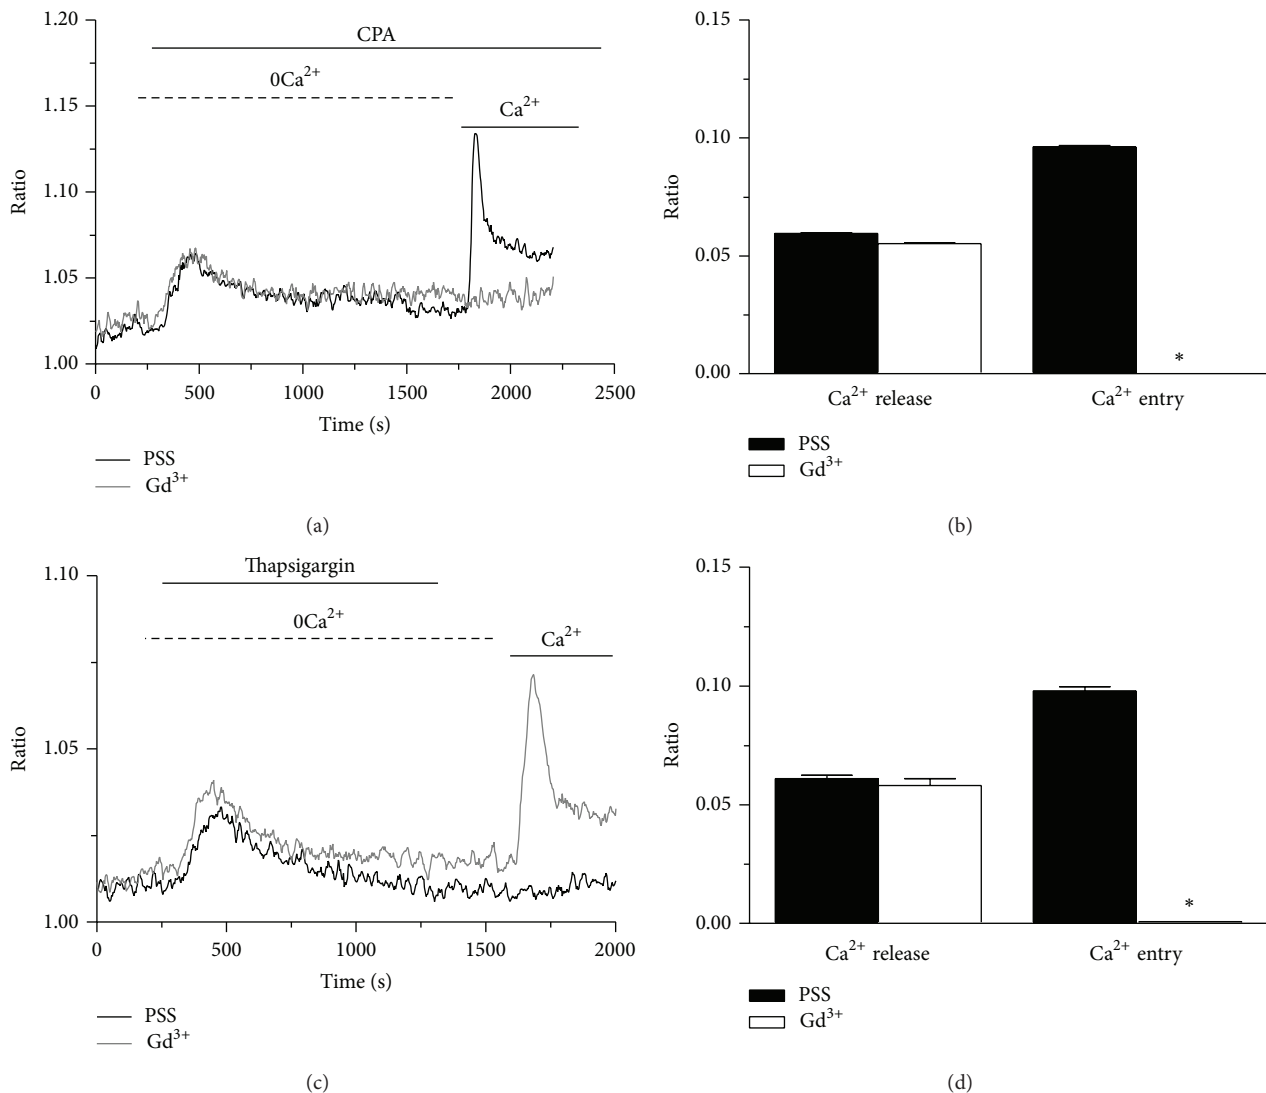 1.20
1.15
1.10
1.05
1.00
Ratio
CPA
0Ca²⁺
Ca²⁺
0 500 1000 1500 2000 2500
Time (s)
PSS
Gd³⁺
(a)
0.15
0.10
0.05
0.00
Ratio
*
Ca²⁺ release Ca²⁺ entry
PSS
Gd³⁺
(b)
1.10
1.05
1.00
Ratio
Thapsigargin
0Ca²⁺
Ca²⁺
0 500 1000 1500 2000
Time (s)
PSS
Gd³⁺
(c)
0.15
0.10
0.05
0.00
Ratio
*
Ca²⁺ release Ca²⁺ entry
PSS
Gd³⁺
(d)